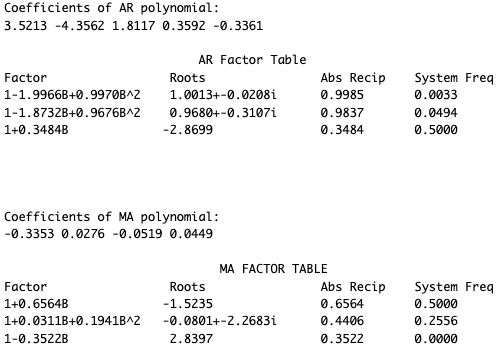 Coefficients of AR polynomial:
3.5213 -4.3562 1.8117 0.3592 -0.3361
AR Factor Table
Factor Roots Abs Recip System Freq
1-1.9966B+0.9970B^2 1.0013+-0.0208i 0.9985 0.0033
1-1.8732B+0.9676B^2 0.9680+-0.3107i 0.9837 0.0494
1+0.3484B -2.8699 0.3484 0.5000
Coefficients of MA polynomial:
-0.3353 0.0276 -0.0519 0.0449
MA FACTOR TABLE
Factor Roots Abs Recip System Freq
1+0.6564B -1.5235 0.6564 0.5000
1+0.0311B+0.1941B^2 -0.0801+-2.2683i 0.4406 0.2556
1-0.3522B 2.8397 0.3522 0.0000